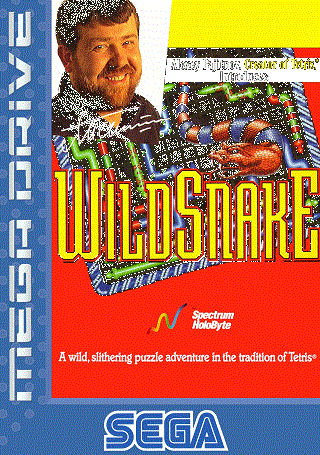 MEGA DRIVE
Alexey Pajitnov, Creator of Tetris,®
Introduces
WILDSNAKE
Spectrum
HoloByte
A wild, slithering puzzle adventure in the tradition of Tetris®
SEGA